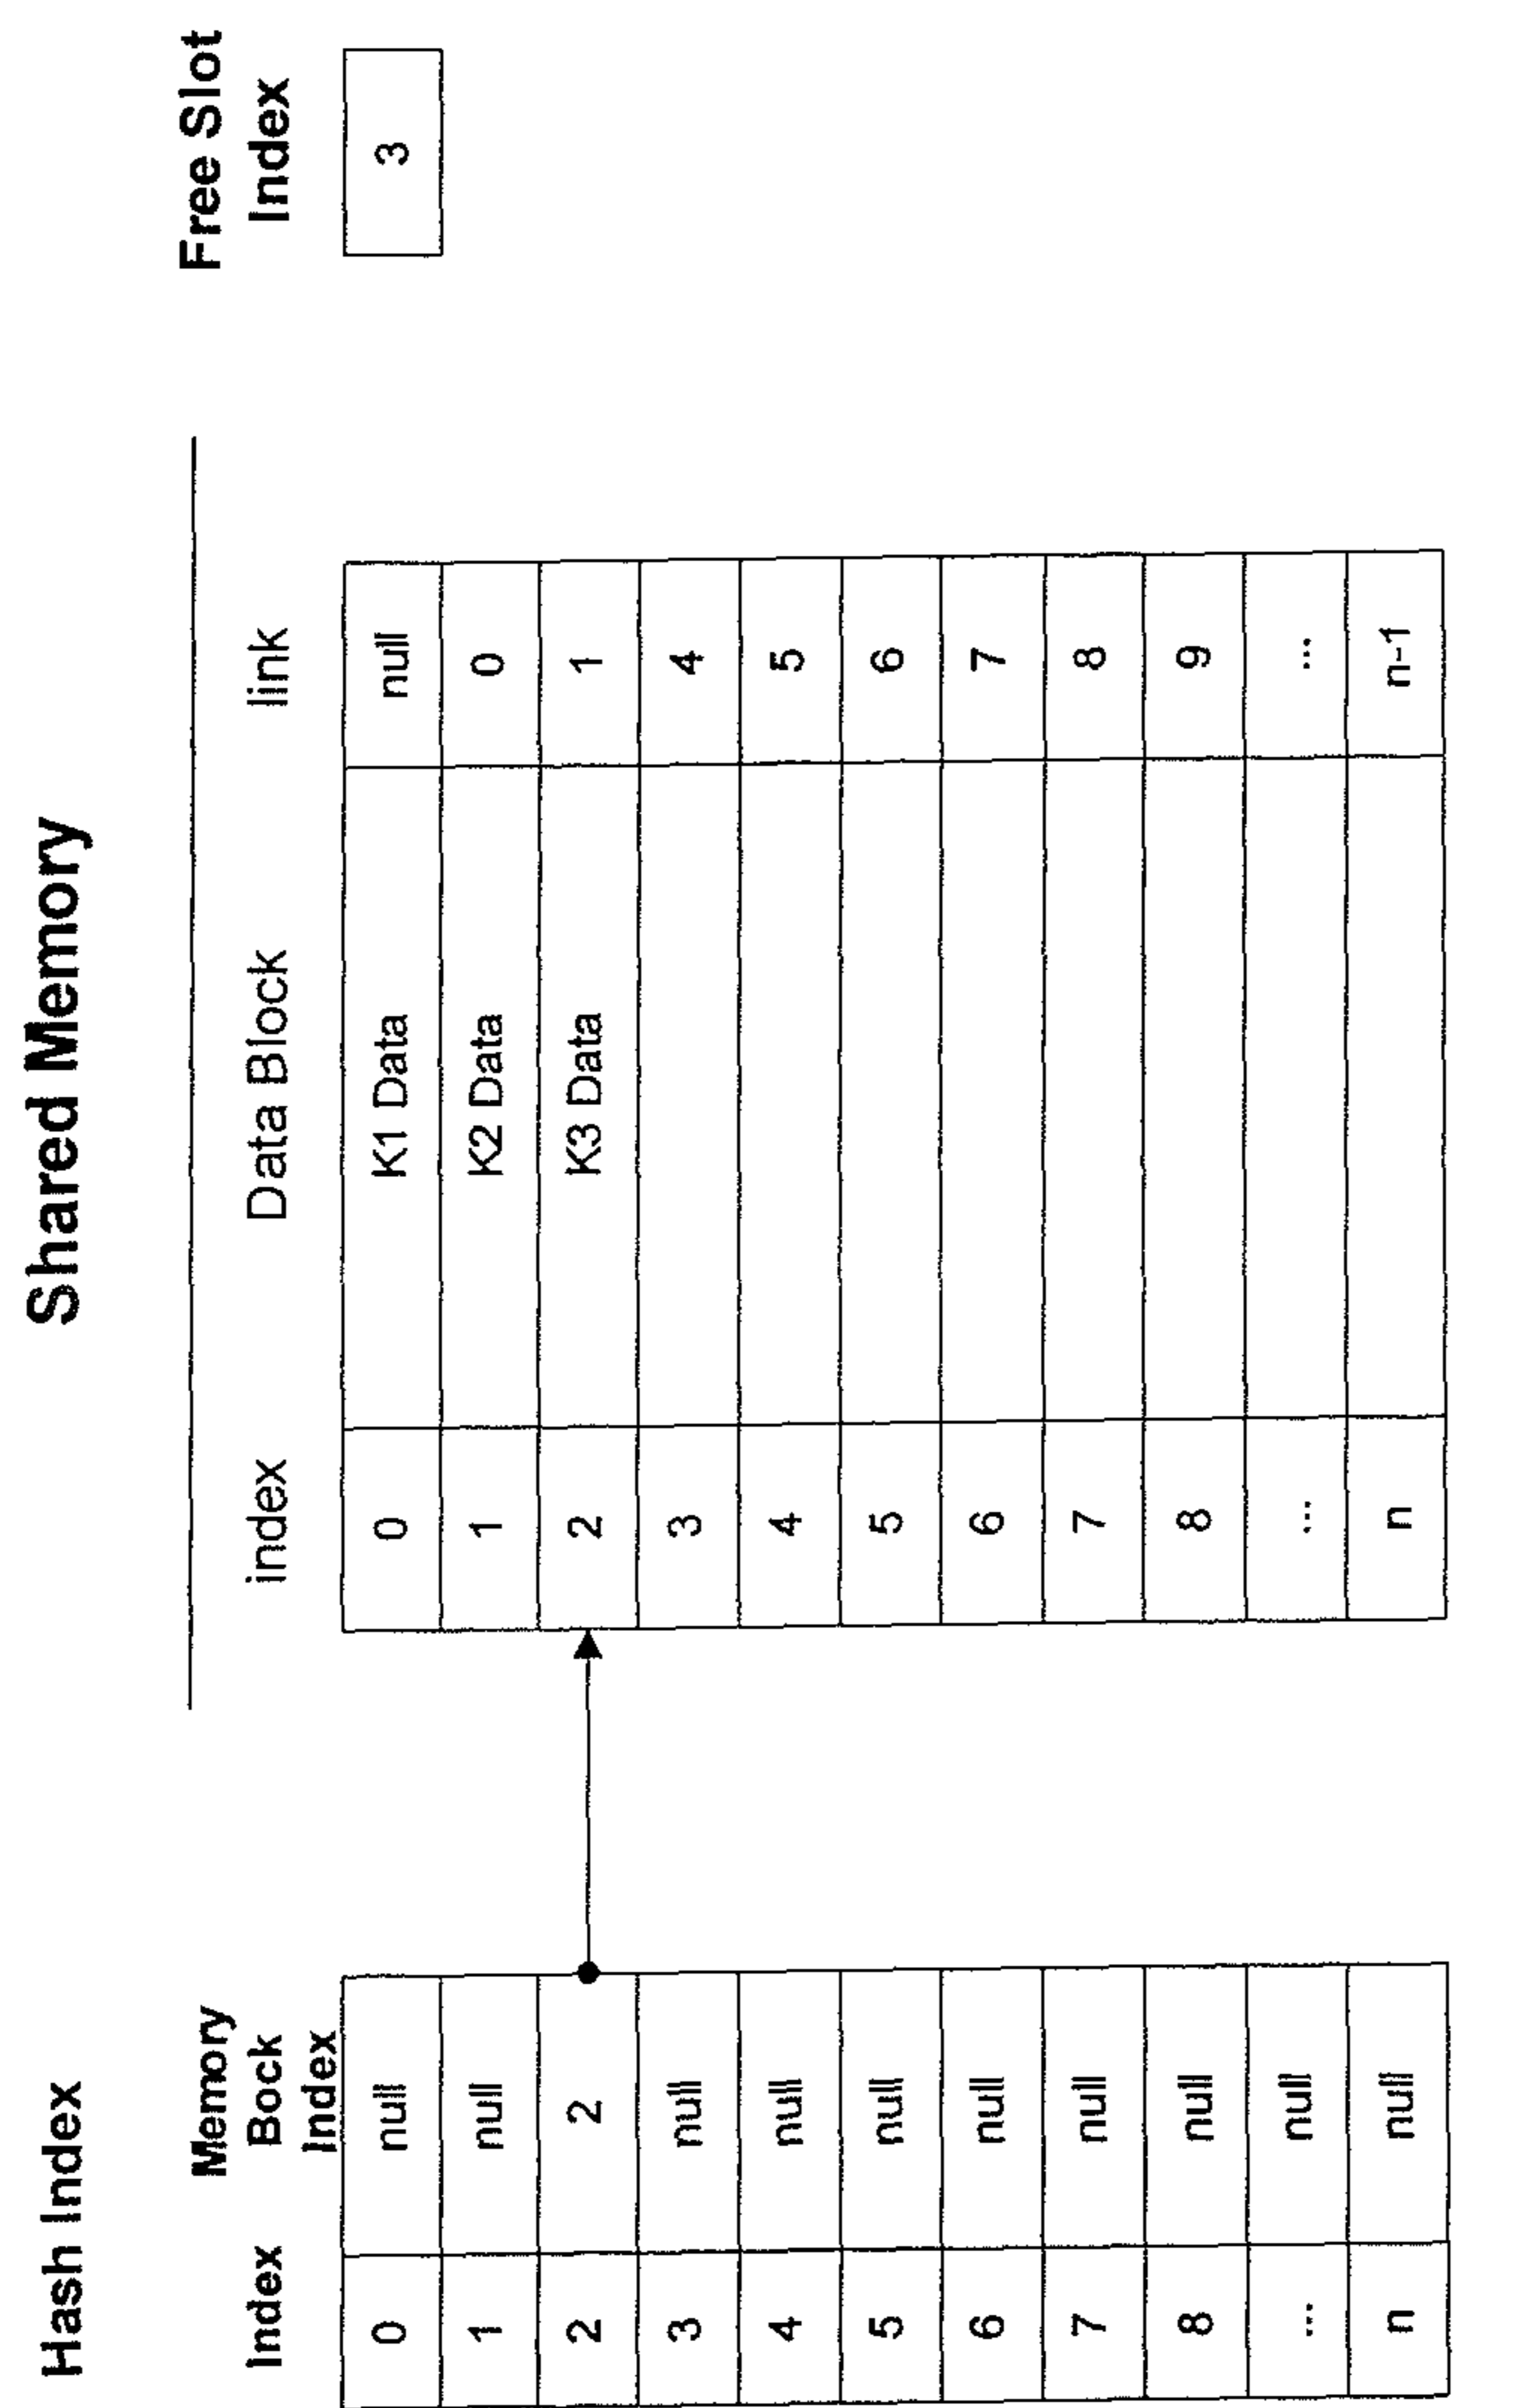 Hash Index
Shared Memory
Index
Memory
Bock
Index
index
Data Block
link
Free Slot
Index
0 null
1 null
2 2
3 null
4 null
5 null
6 null
7 null
8 null
... null
n null
0 K1 Data null
1 K2 Data 0
2 K3 Data 1
3 4
4 5
5 6
6 7
7 8
8 9
... ...
n n-1
3